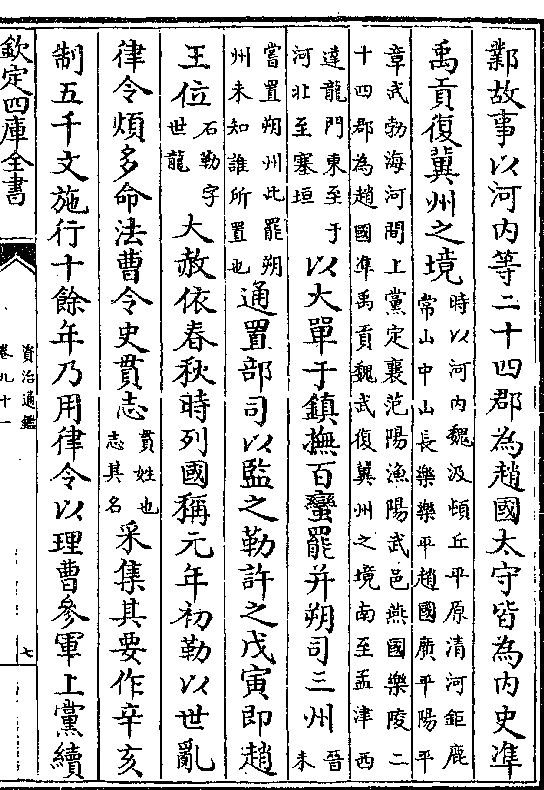 鄴故事以河内等二十四郡為趙國太守皆為内史凖
禹貢復冀州之境
時以河内魏汲頓丘平原清河鉅鹿
常山中山長樂樂平趙國廣平陽平
章武勃海河間上黨定襄范陽漁陽武邑燕國樂陵二
十四郡為趙國凖禹貢魏武復冀州之境南至孟津西
達龍門東至于
河北至塞垣
以大單于鎮撫百蠻罷并朔司三州
晉
未
嘗置朔州此罷朔
州未知誰所置也
通置部司以監之勒許之戊寅即趙
王位
石勒字
世龍
大赦依春秋時列國稱元年初勒以世亂
律令煩多命法曹令史貫志
貫姓也
志其名
采集其要作辛亥
制五千文施行十餘年乃用律令以理曹參軍上黨續
欽定四庫全書
資治通鑑
卷九十一
七